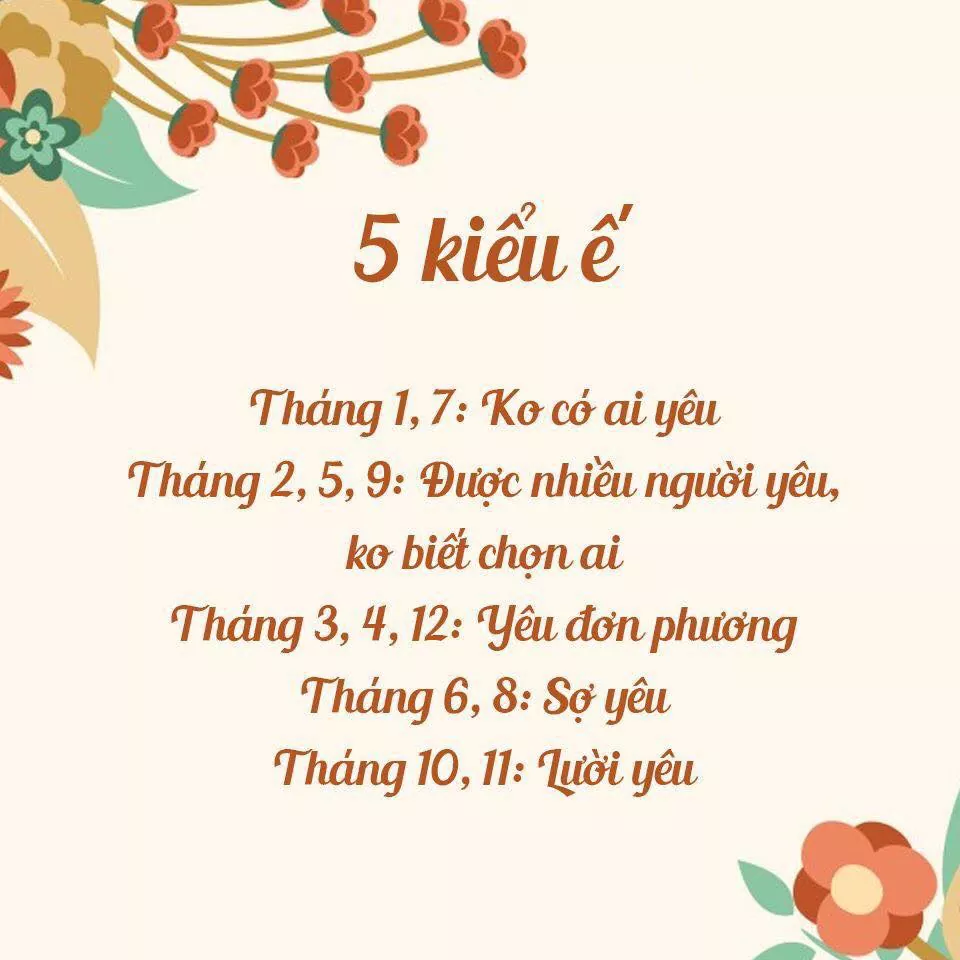 5 kiểu ế
Tháng 1, 7: Ko có ai yêu
Tháng 2, 5, 9: Được nhiều người yêu,
ko biết chọn ai
Tháng 3, 4, 12: Yêu đơn phương
Tháng 6, 8: Sợ yêu
Tháng 10, 11: Lười yêu